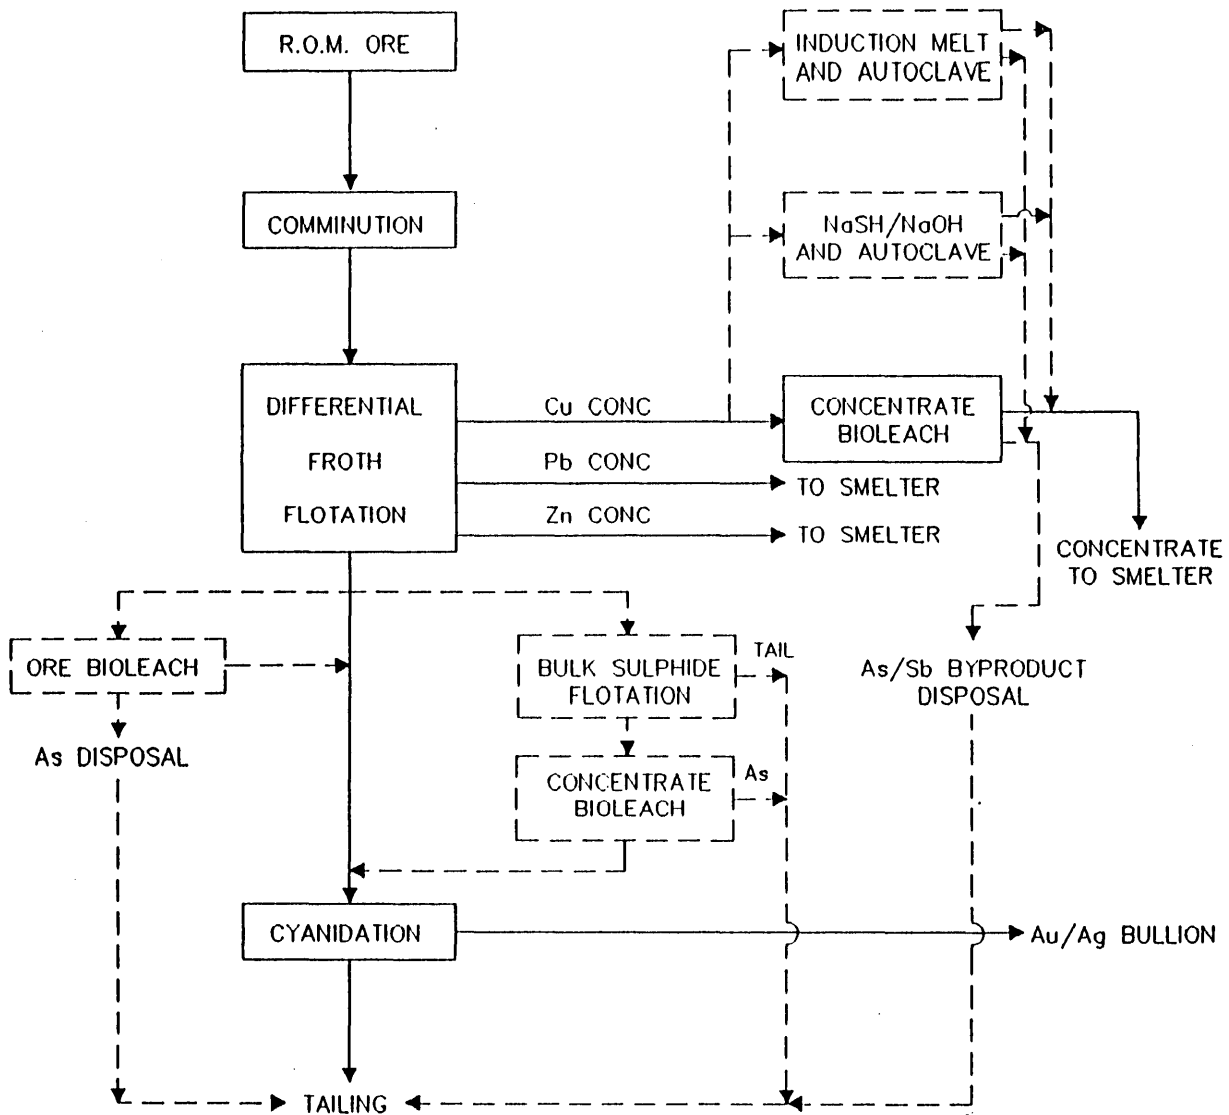 R.O.M. ORE
INDUCTION MELT
AND AUTOCLAVE
COMMINUTION
NaSH/NaOH
AND AUTOCLAVE
DIFFERENTIAL
FROTH
FLOTATION
Cu CONC
CONCENTRATE
BIOLEACH
Pb CONC
TO SMELTER
Zn CONC
TO SMELTER
CONCENTRATE
TO SMELTER
ORE BIOLEACH
BULK SULPHIDE
FLOTATION
TAIL
As/Sb BYPRODUCT
DISPOSAL
As DISPOSAL
CONCENTRATE
BIOLEACH
As
CYANIDATION
Au/Ag BULLION
TAILING